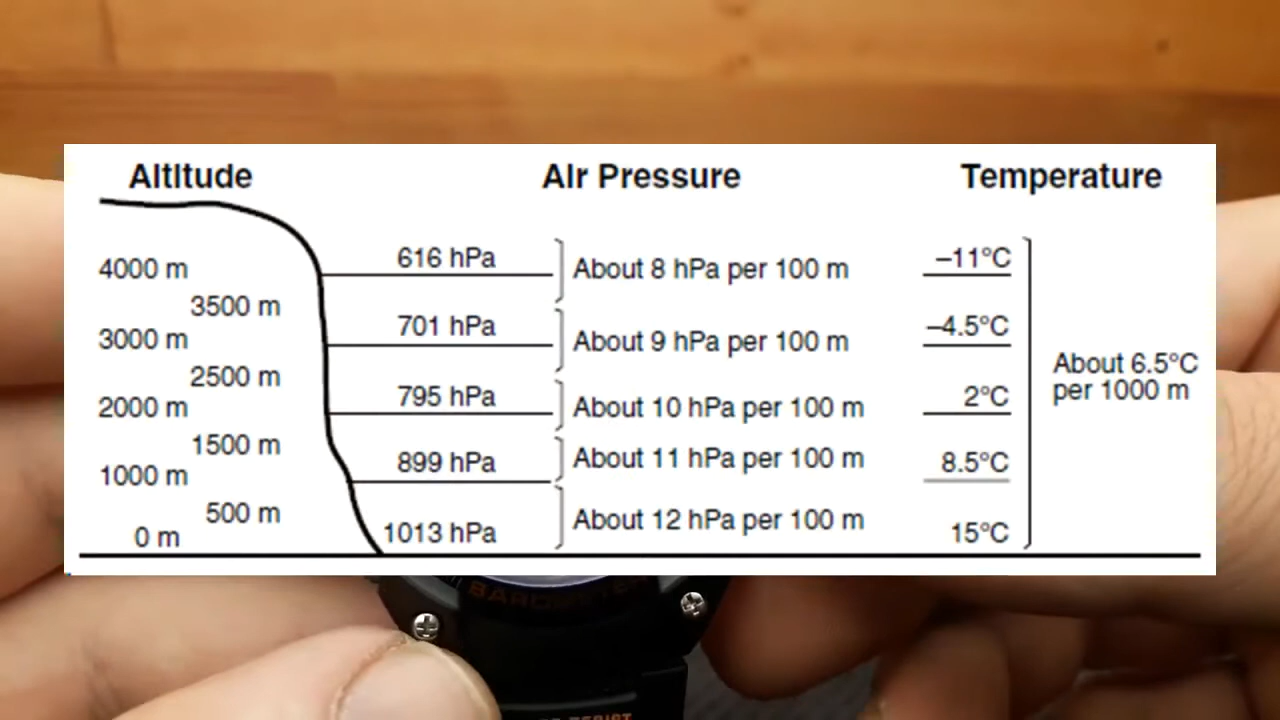 Altitude
Air Pressure
Temperature
4000 m
616 hPa
About 8 hPa per 100 m
–11°C
3500 m
3000 m
701 hPa
About 9 hPa per 100 m
–4.5°C
About 6.5°C
per 1000 m
2500 m
2000 m
795 hPa
About 10 hPa per 100 m
2°C
1500 m
1000 m
899 hPa
About 11 hPa per 100 m
8.5°C
500 m
0 m
1013 hPa
About 12 hPa per 100 m
15°C
BAROMETER
RESIST